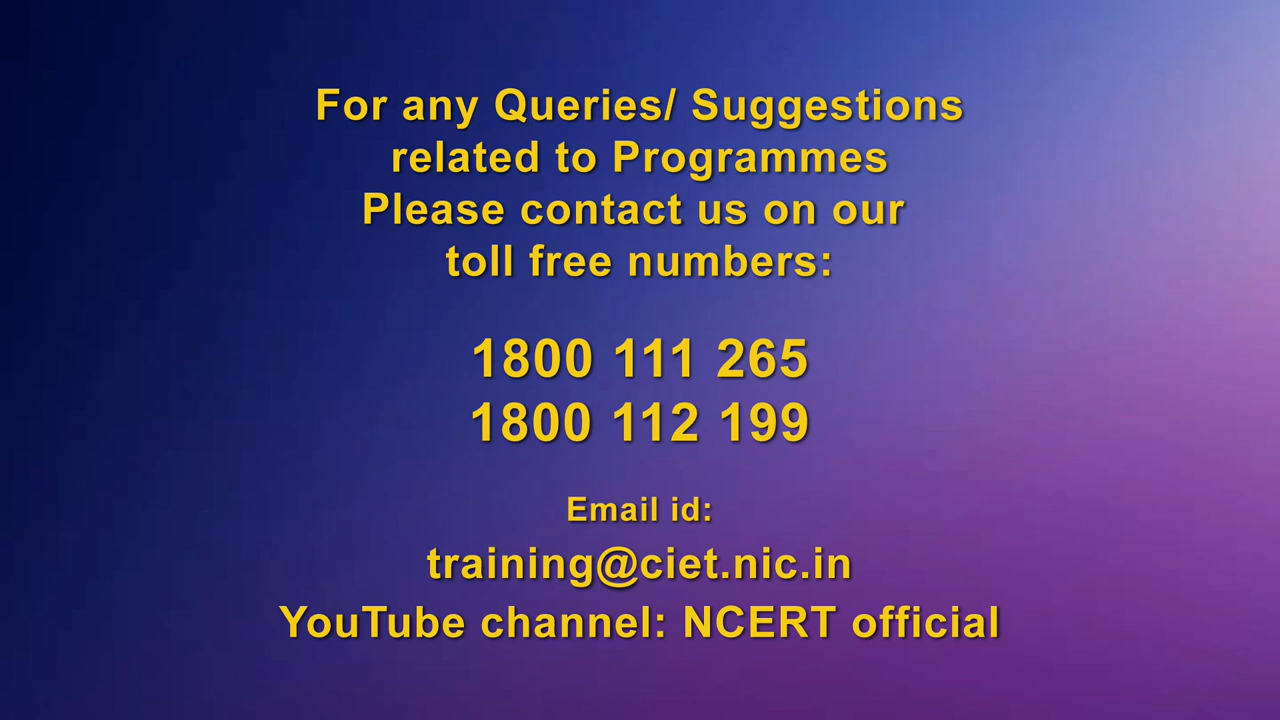 For any Queries/ Suggestions
related to Programmes
Please contact us on our
toll free numbers:
1800 111 265
1800 112 199
Email id:
training@ciet.nic.in
YouTube channel: NCERT official